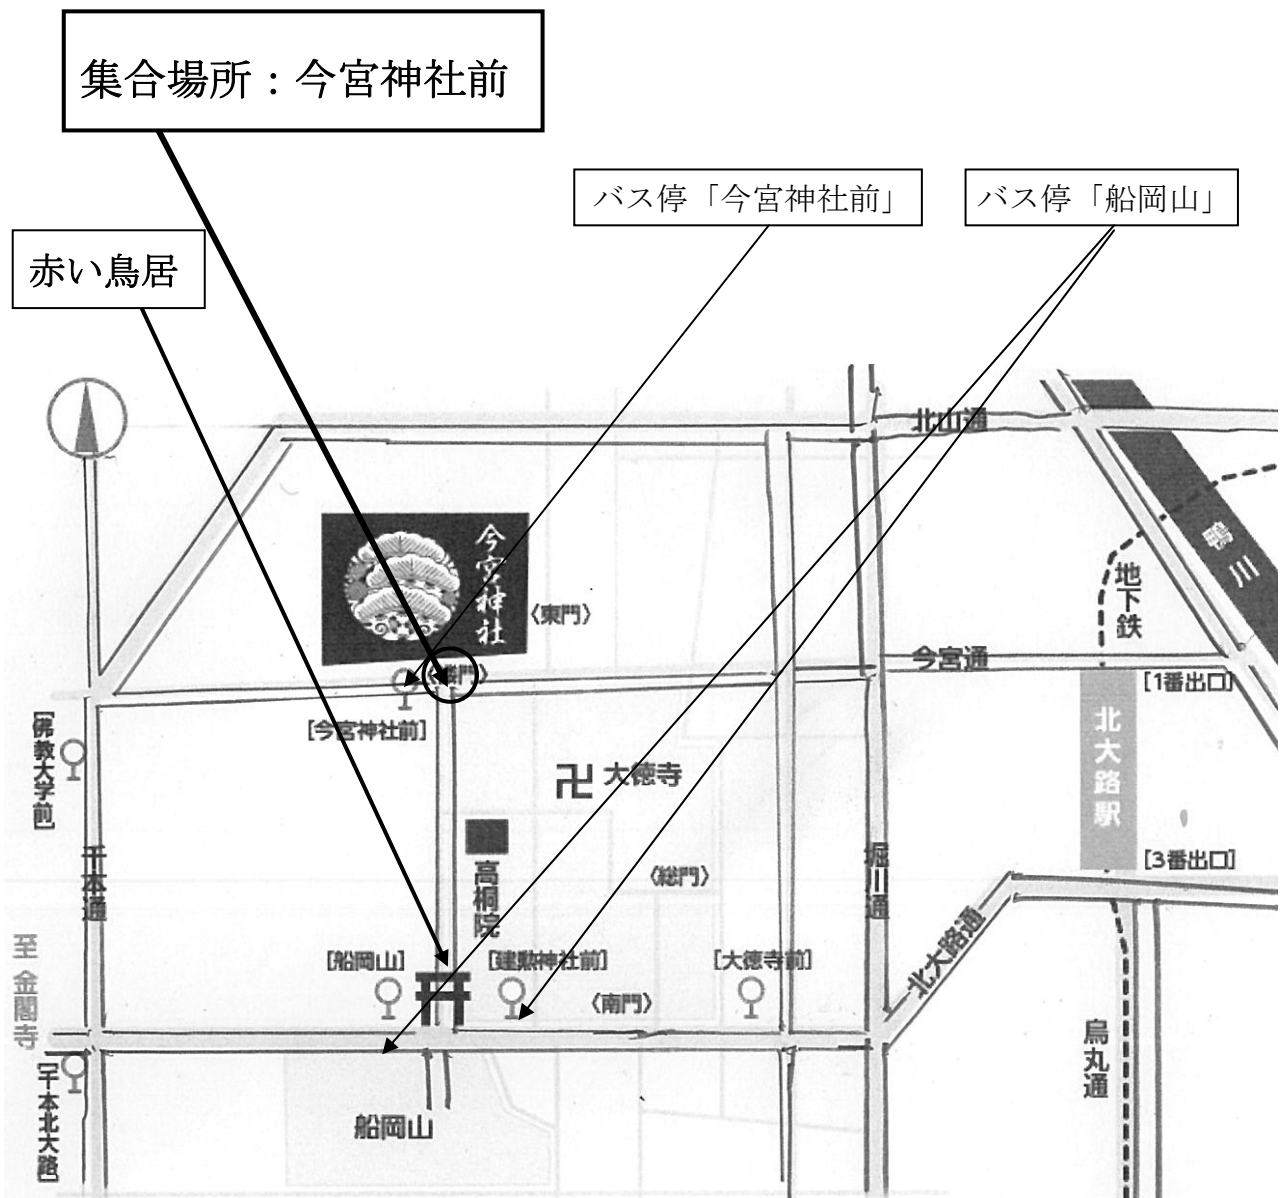 集合場所：今宮神社前
バス停「今宮神社前」
バス停「船岡山」
赤い鳥居
北山通
鴨川
今宮神社
〈東門〉
地下鉄
今宮通
[1番出口]
[今宮神社前]
[佛教大学前]
北大路駅
卍 大徳寺
[3番出口]
千本通
高桐院
〈総門〉
堀川通
北大路通
至 金閣寺
[船岡山]
[建勲神社前]
[大徳寺前]
〈南門〉
烏丸通
[千本北大路]
船岡山